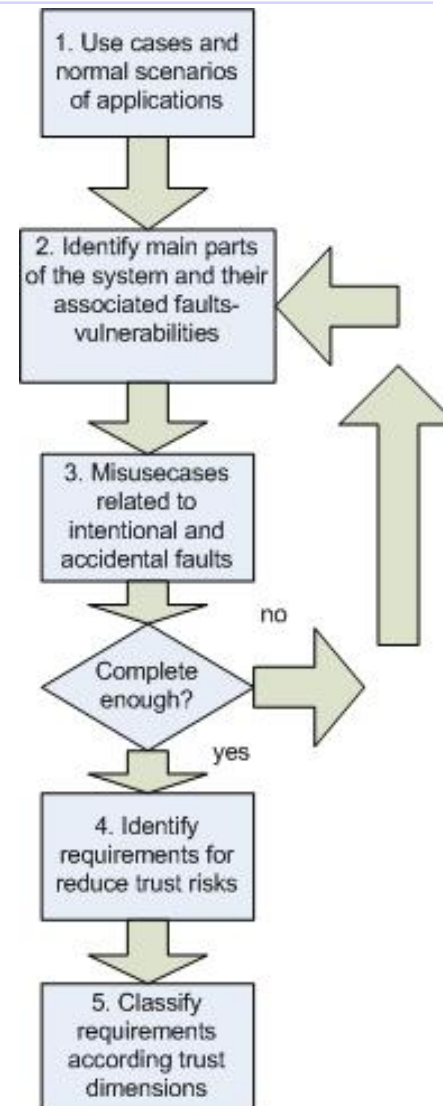 1. Use cases and
normal scenarios
of applications
2. Identify main parts
of the system and their
associated faults-
vulnerabilities
3. Misusecases
related to
intentional and
accidental faults
no
Complete
enough?
yes
4. Identify
requirements for
reduce trust risks
5. Classify
requirements
according trust
dimensions